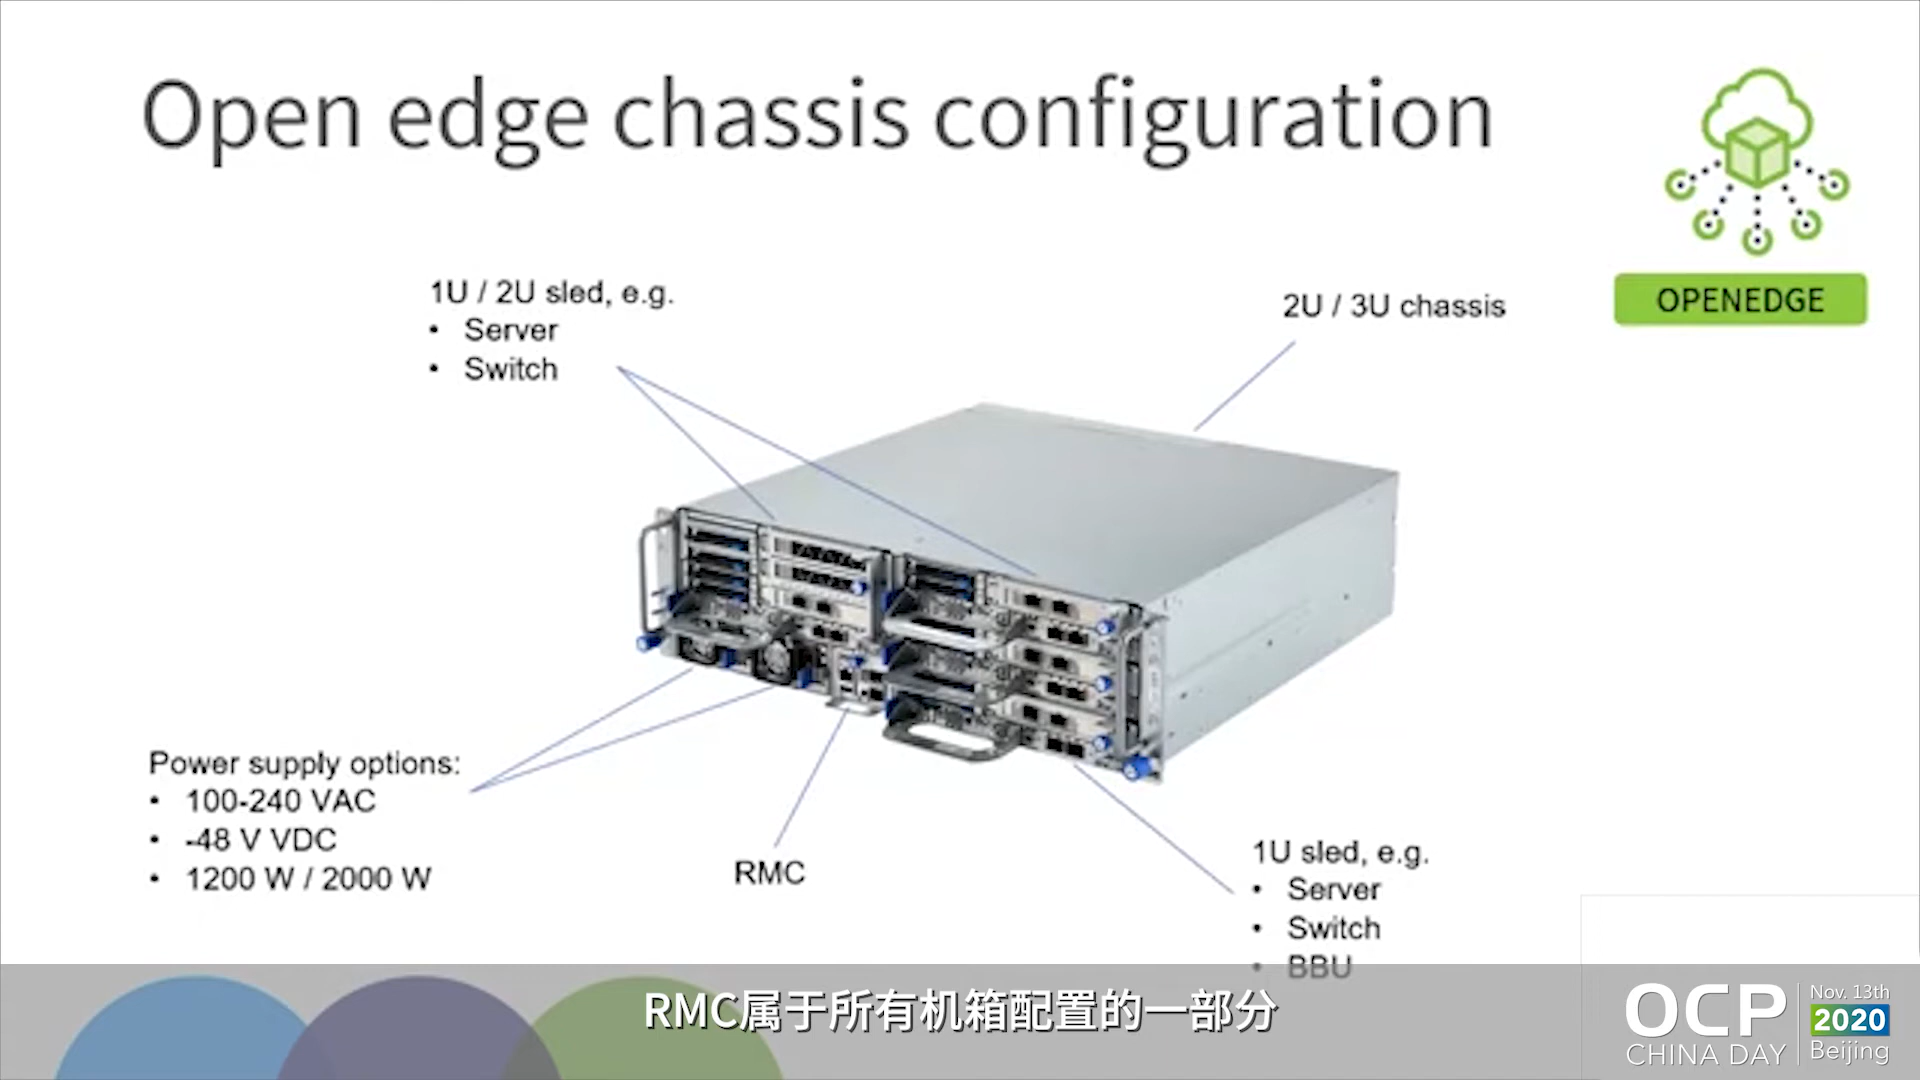 Open edge chassis configuration
OPENEDGE
1U / 2U sled, e.g.
• Server
• Switch
2U / 3U chassis
Power supply options:
• 100-240 VAC
• -48 V VDC
• 1200 W / 2000 W
RMC
1U sled, e.g.
• Server
• Switch
• BBU
RMC属于所有机箱配置的一部分
OCP
CHINA DAY
Nov. 13th
2020
Beijing